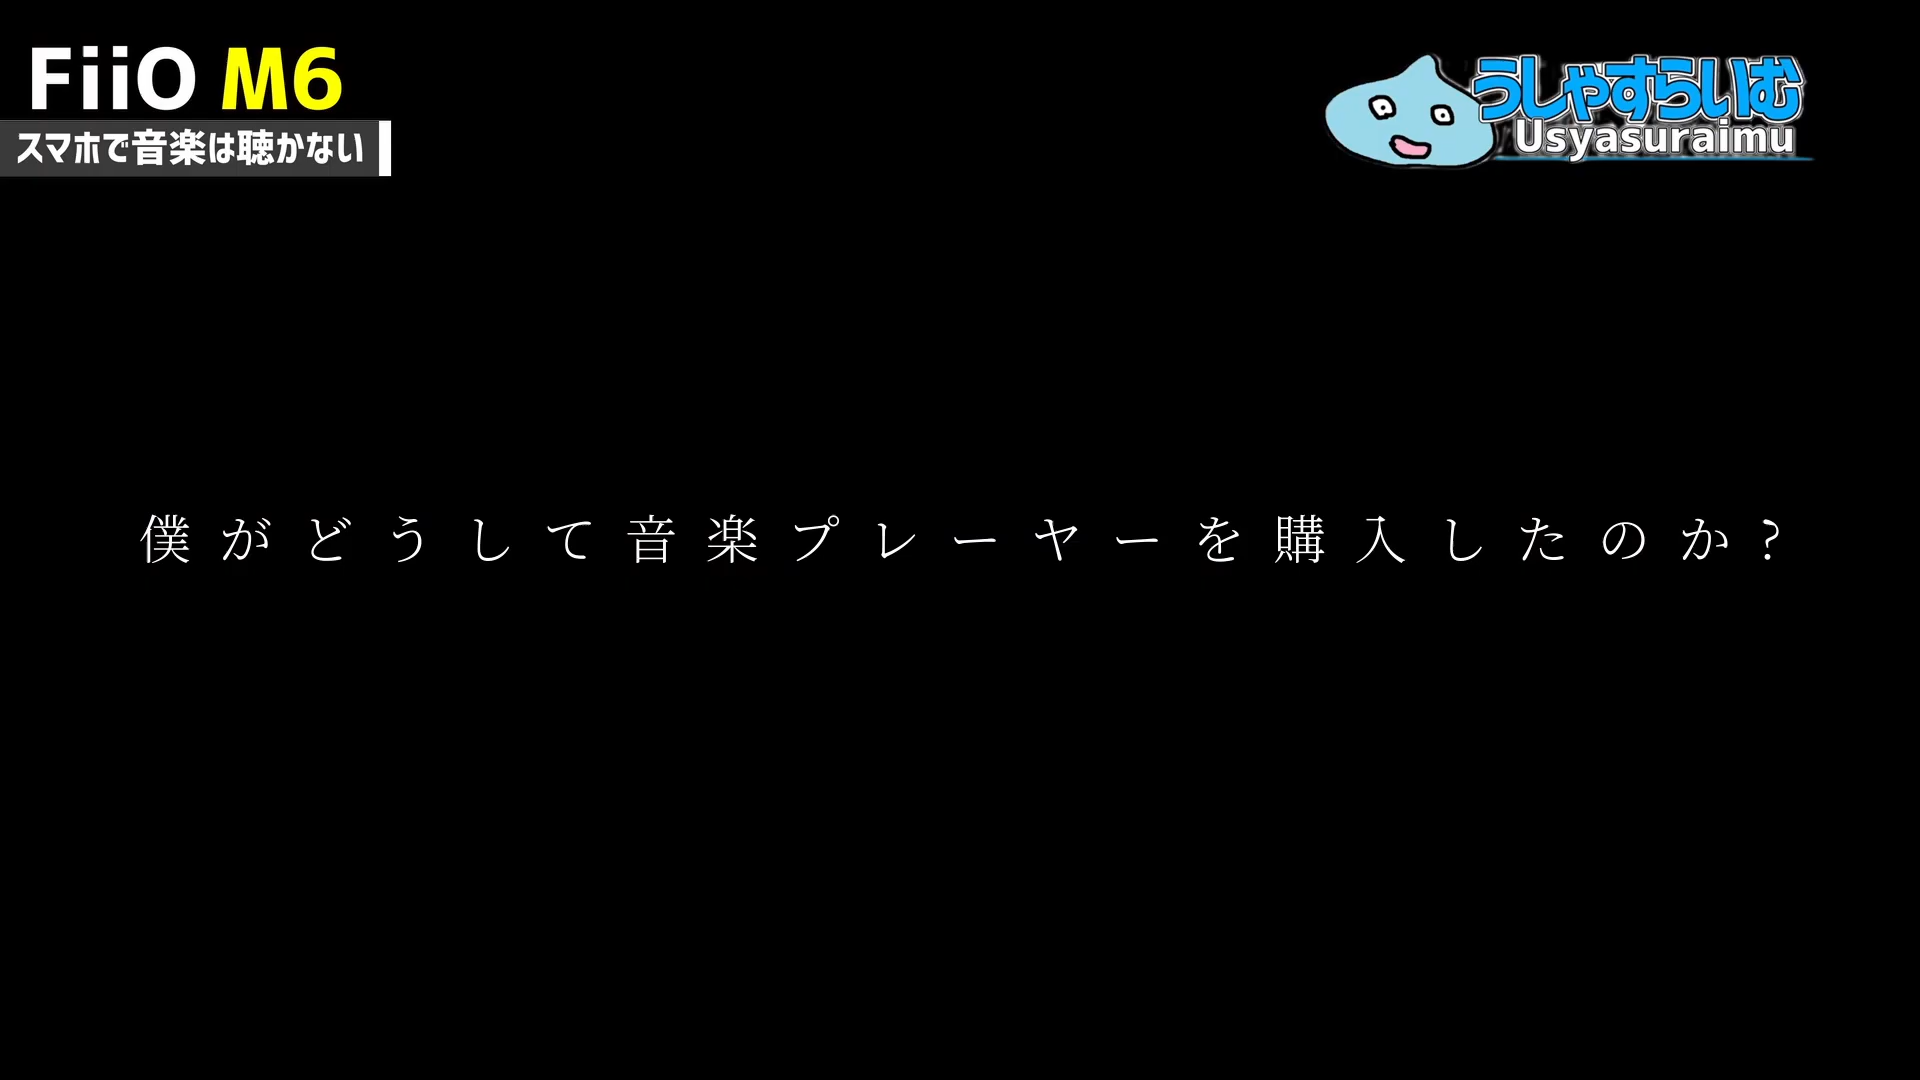 FiiO M6
スマホで音楽は聴かない
うしゃすらいむ
Usyasuraimu
僕がどうして音楽プレーヤーを購入したのか?